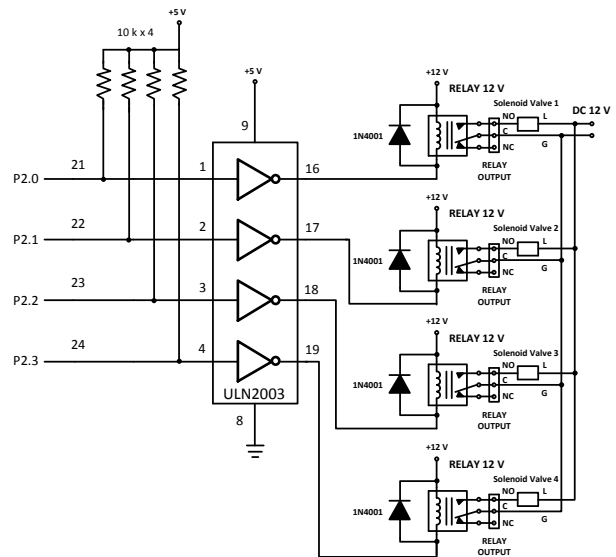 +5 V
10 k x 4
+5 V
9
P2.0 21 1 16
P2.1 22 2 17
P2.2 23 3 18
P2.3 24 4 19
ULN2003
8
+12 V
RELAY 12 V
Solenoid Valve 1
DC 12 V
1N4001
NO L
C
G
NC
RELAY
OUTPUT
+12 V
RELAY 12 V
Solenoid Valve 2
1N4001
NO L
C
G
NC
RELAY
OUTPUT
+12 V
RELAY 12 V
Solenoid Valve 3
1N4001
NO L
C
G
NC
RELAY
OUTPUT
+12 V
RELAY 12 V
Solenoid Valve 4
1N4001
NO L
C
G
NC
RELAY
OUTPUT